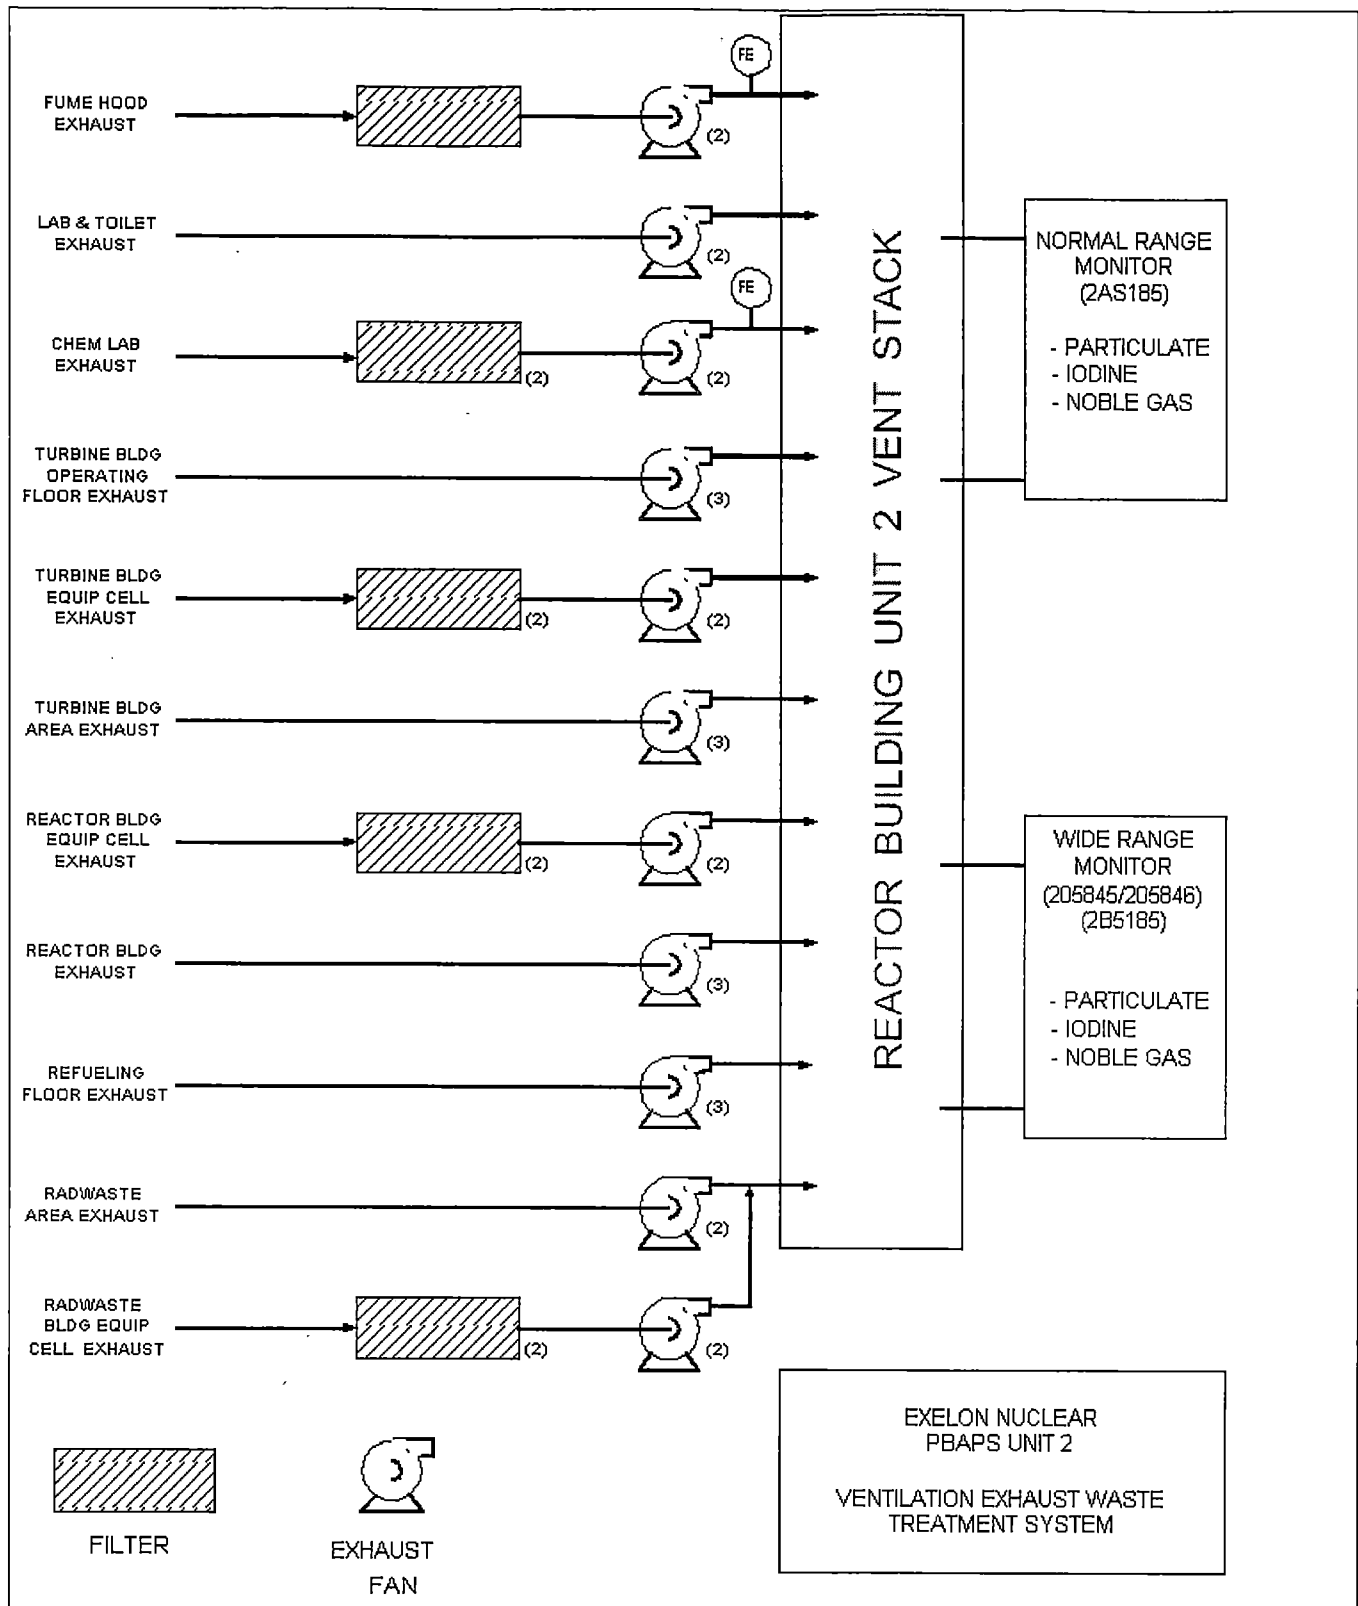 FE
FUME HOOD
EXHAUST
(2)
LAB & TOILET
EXHAUST
(2)
FE
CHEM LAB
EXHAUST
(2)
(2)
TURBINE BLDG
OPERATING
FLOOR EXHAUST
(3)
TURBINE BLDG
EQUIP CELL
EXHAUST
(2)
(2)
TURBINE BLDG
AREA EXHAUST
(3)
REACTOR BLDG
EQUIP CELL
EXHAUST
(2)
(2)
REACTOR BLDG
EXHAUST
(3)
REFUELING
FLOOR EXHAUST
(3)
RADWASTE
AREA EXHAUST
(2)
RADWASTE
BLDG EQUIP
CELL EXHAUST
(2)
(2)
REACTOR BUILDING UNIT 2 VENT STACK
NORMAL RANGE
MONITOR
(2AS185)
- PARTICULATE
- IODINE
- NOBLE GAS
WIDE RANGE
MONITOR
(205845/205846)
(2B5185)
- PARTICULATE
- IODINE
- NOBLE GAS
FILTER
EXHAUST
FAN
EXELON NUCLEAR
PBAPS UNIT 2
VENTILATION EXHAUST WASTE
TREATMENT SYSTEM